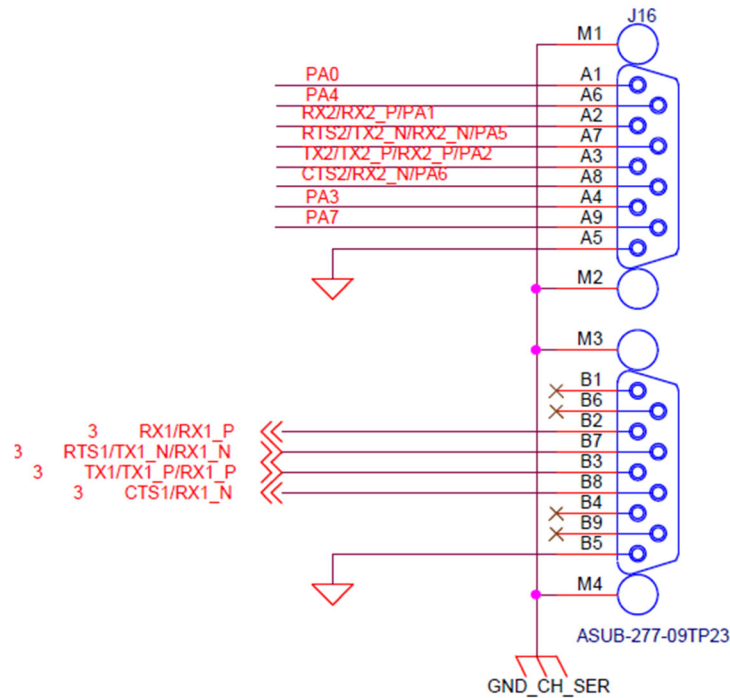 J16
M1
PA0 A1
PA4 A6
RX2/RX2_P/PA1 A2
RTS2/TX2_N/RX2_N/PA5 A7
TX2/TX2_P/RX2_P/PA2 A3
CTS2/RX2_N/PA6 A8
PA3 A4
PA7 A9
A5
M2
M3
B1
B6
3 RX1/RX1_P B2
3 RTS1/TX1_N/RX1_N B7
3 TX1/TX1_P/RX1_P B3
3 CTS1/RX1_N B8
B4
B9
B5
M4
ASUB-277-09TP23
GND_CH_SER